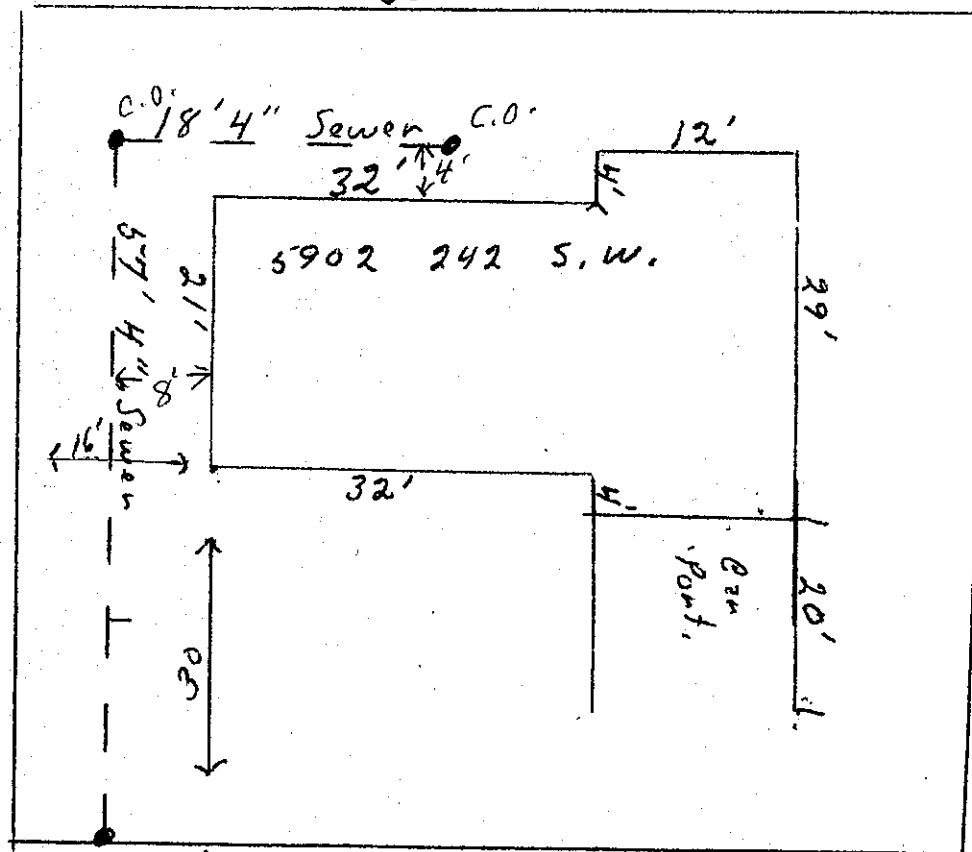 C.O.
18' 4" Sewer
C.O.
12'
4'
32'
4'
5902 242 S.W.
57' 4" Sewer
21'
29'
8'
16'
32'
4'
Car
Port.
20'
30